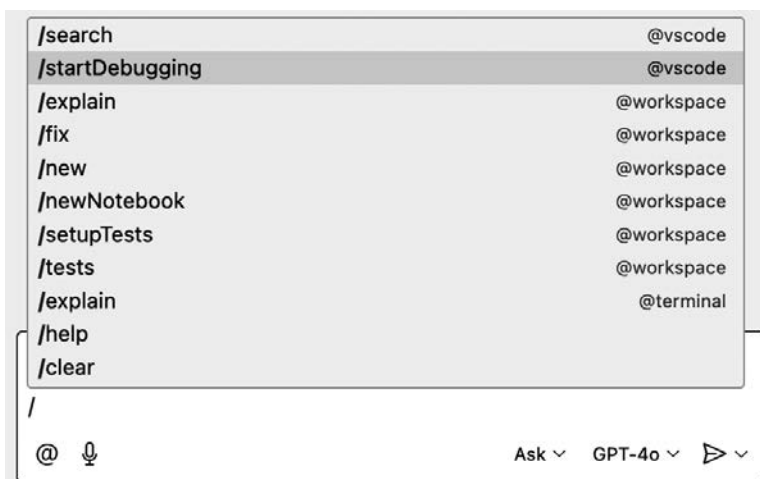 /search @vscode
/startDebugging @vscode
/explain @workspace
/fix @workspace
/new @workspace
/newNotebook @workspace
/setupTests @workspace
/tests @workspace
/explain @terminal
/help
/clear
/
@ Ask GPT-4o